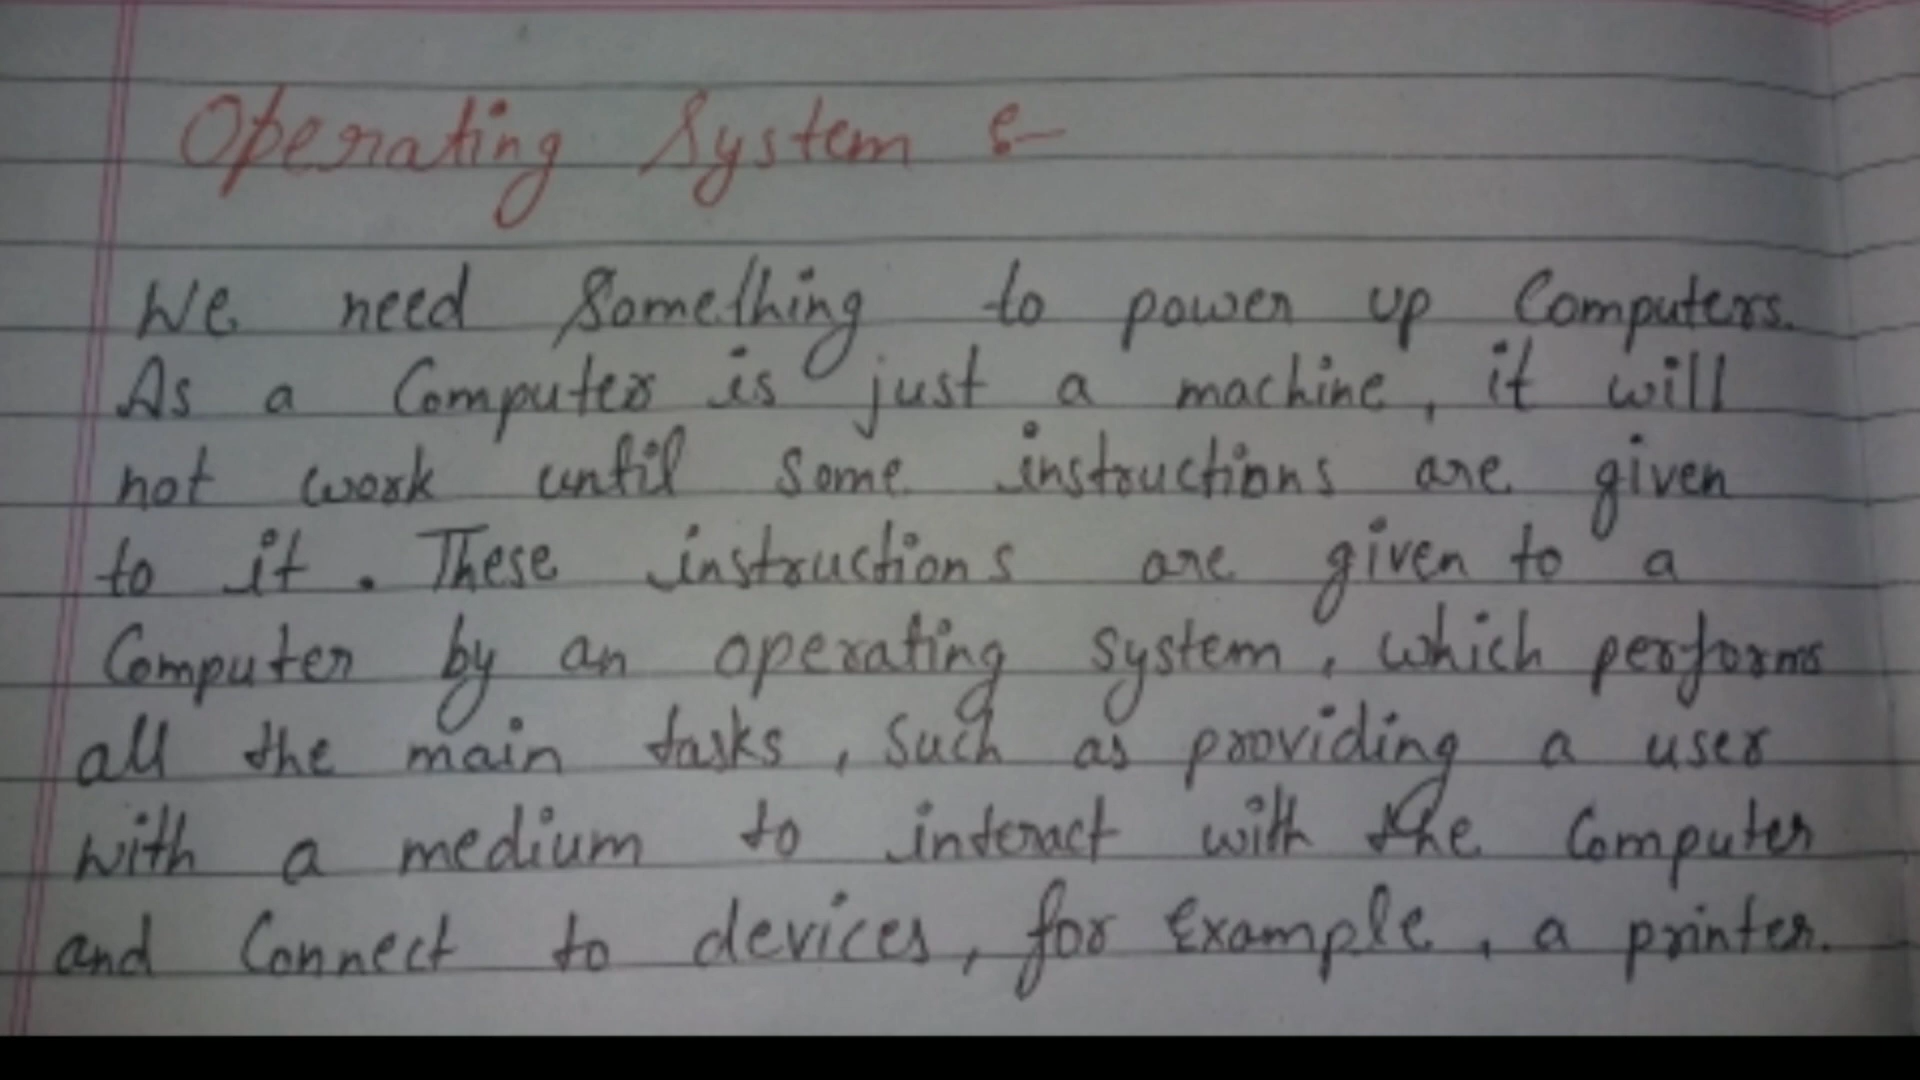 Operating System :-
We need Something to power up Computers.
As a Computer is just a machine, it will
not work until some instructions are given
to it. These instructions are given to a
Computer by an operating system, which performs
all the main tasks, such as providing a user
with a medium to interact with the Computer
and Connect to devices, for Example, a printer.